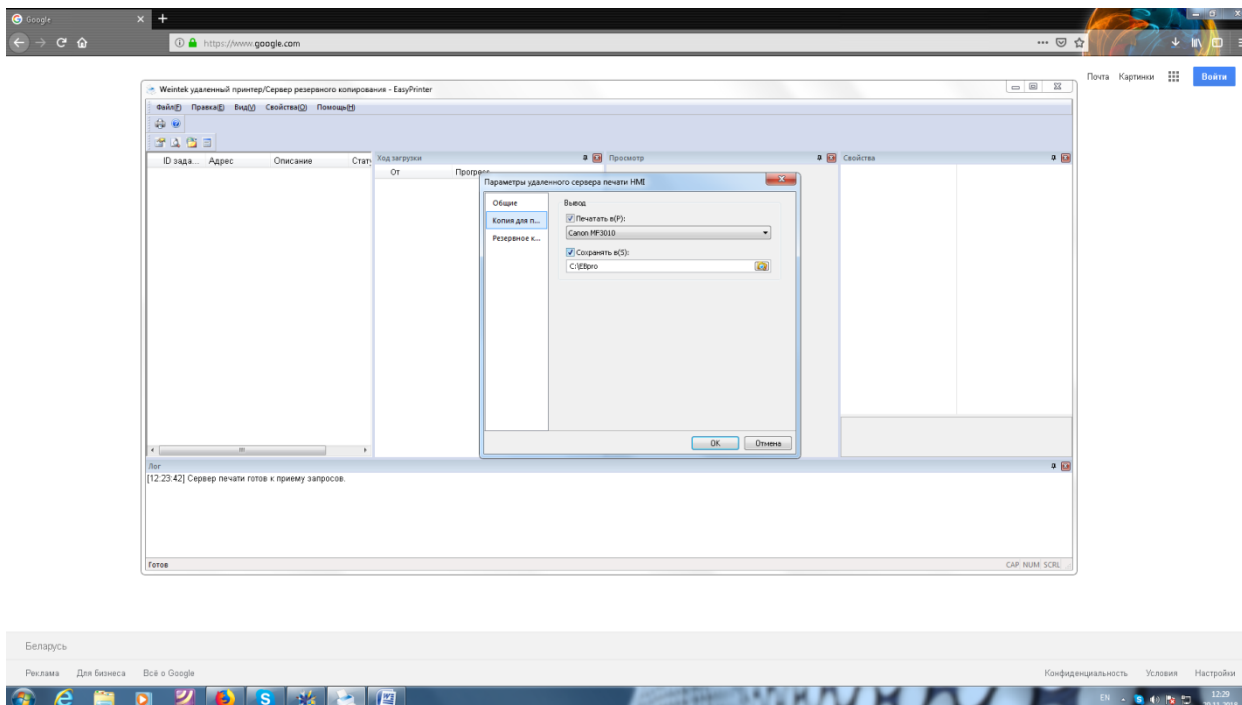 Google
https://www.google.com
Почта Картинки Войти
Weintek удаленный принтер/Сервер резервного копирования - EasyPrinter
Файл(F) Правка(E) Вид(V) Свойства(O) Помощь(H)
ID зада... Адрес Описание Стат
Ход загрузки
От Прогресс
Просмотр
Свойства
Параметры удаленного сервера печати HMI
Общие
Копия для п...
Резервное к...
Вывод
Печатать в(P):
Canon MF3010
Сохранять в(S):
C:\EBpro
OK Отмена
Лог
[12:23:42] Сервер печати готов к приему запросов.
Готов
CAP NUM SCRL
Беларусь
Реклама Для бизнеса Всё о Google
Конфиденциальность Условия Настройки
EN
12:29